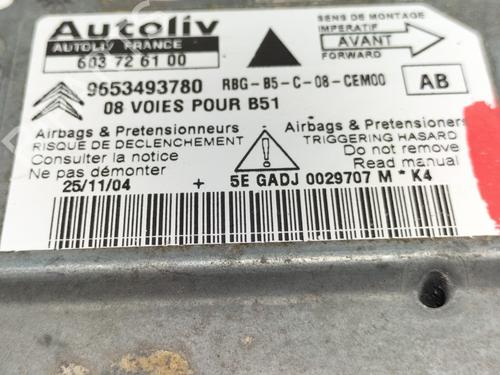 Autoliv
AUTOLIV FRANCE
603 72 61 00
SENS DE MONTAGE
IMPERATIF
AVANT
FORWARD
9653493780 RBG-B5-C-08-CEM00
08 VOIES POUR B51
AB
Airbags & Pretensionneurs
RISQUE DE DECLENCHEMENT
Consulter la notice
Ne pas démonter
Airbags & Pretensioners
TRIGGERING HASARD
Do not remove
Read manual
25/11/04 + 5E GADJ 0029707 M * K4